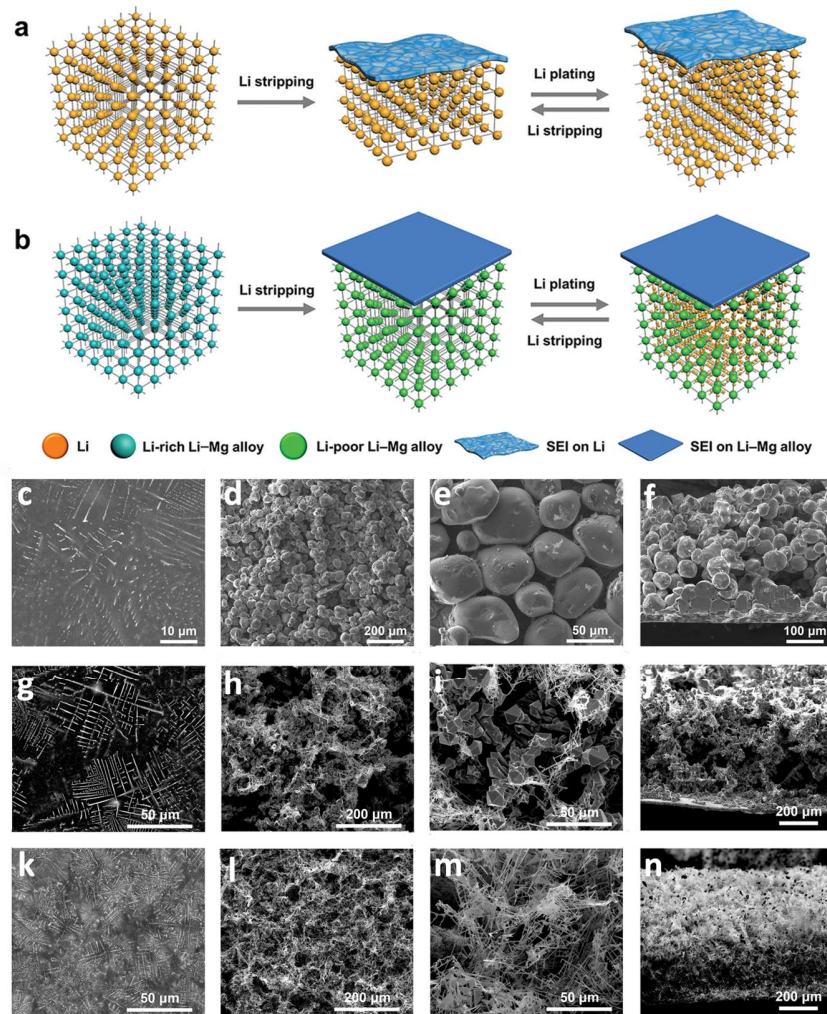 a
Li stripping
Li plating
Li stripping
b
Li stripping
Li plating
Li stripping
Li
Li-rich Li–Mg alloy
Li-poor Li–Mg alloy
SEI on Li
SEI on Li–Mg alloy
c
10 µm
d
200 µm
e
50 µm
f
100 µm
g
50 µm
h
200 µm
i
50 µm
j
200 µm
k
50 µm
l
200 µm
m
50 µm
n
200 µm